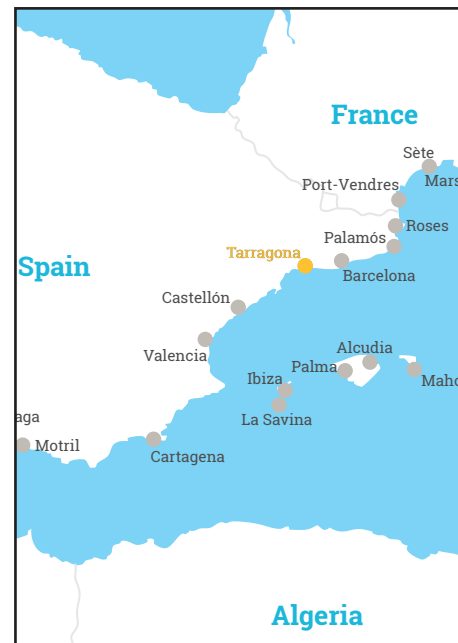 France
Sète
Mars
Port-Vendres
Roses
Palamós
Tarragona
Spain
Barcelona
Castellón
Valencia
Alcudia
Palma
Maho
Ibiza
La Savina
aga
Motril
Cartagena
Algeria